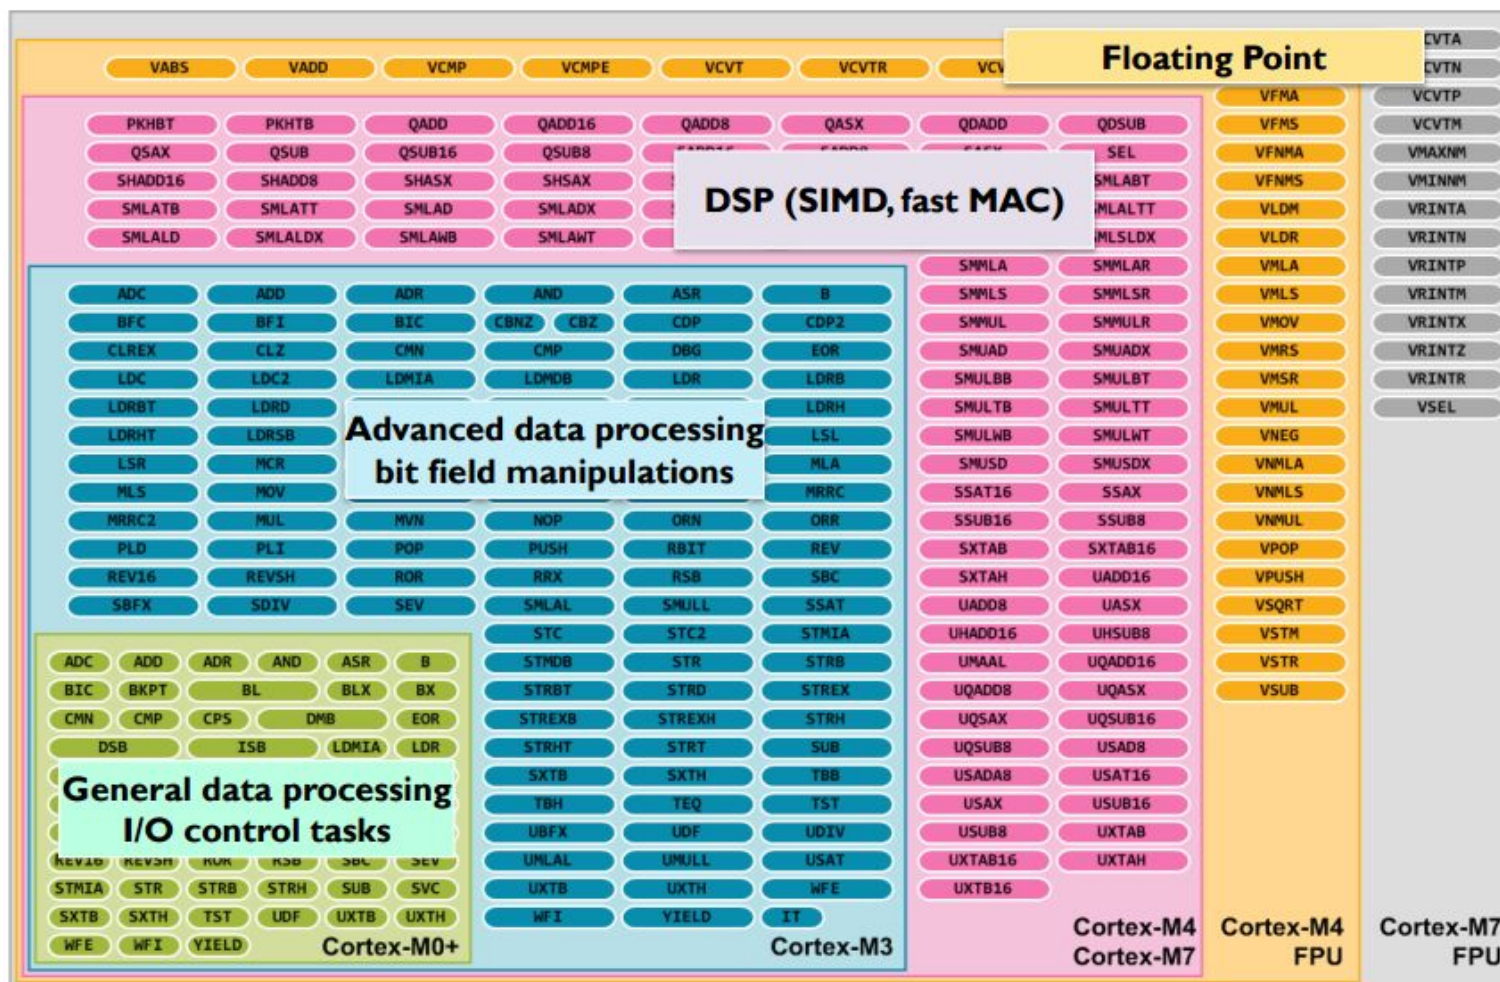 Floating Point
VABS VADD VCMP VCMPE VCVT VCVTR
PKHBT PKHTB QADD QADD16 QADD8 QASX QDADD QDSUB
QSAX QSUB QSUB16 QSUB8 SEL
SHADD16 SHADD8 SHASX SHSAX SMLABT
SMLATB SMLATT SMLAD SMLADX SMLALTT
SMLALD SMLALDX SMLAWB SMLAWT SMLSLDX
DSP (SIMD, fast MAC)
SMMLA SMMLAR
SMMLS SMMLSR
SMMUL SMMULR
SMUAD SMUADX
SMULBB SMULBT
SMULTB SMULTT
SMULWB SMULWT
SMUSD SMUSDX
SSAT16 SSAX
SSUB16 SSUB8
SXTAB SXTAB16
SXTAH UADD16
UADD8 UASX
UHADD16 UHSUB8
UMAAL UQADD16
UQADD8 UQASX
UQSAX UQSUB16
UQSUB8 USAD8
USADA8 USAT16
USAX USUB16
USUB8 UXTAB
UXTAB16 UXTAH
UXTB16
Cortex-M4
Cortex-M7
ADC ADD ADR AND ASR B
BFC BFI BIC CBNZ CBZ CDP CDP2
CLREX CLZ CMN CMP DBG EOR
LDC LDC2 LDMIA LDMDB LDR LDRB
LDRBT LDRD LDRH
LDRHT LDRSB LSL
LSR MCR MLA
MLS MOV MRRC
Advanced data processing
bit field manipulations
MRRC2 MUL MVN NOP ORN ORR
PLD PLI POP PUSH RBIT REV
REV16 REVSH ROR RRX RSB SBC
SBFX SDIV SEV SMLAL SMULL SSAT
STC STC2 STMIA
STMDB STR STRB
STRBT STRD STREX
STREXB STREXH STRH
STRHT STRT SUB
SXTB SXTH TBB
TBH TEQ TST
UBFX UDF UDIV
UMLAL UMULL USAT
UXTB UXTH WFE
WFI YIELD IT
Cortex-M3
ADC ADD ADR AND ASR B
BIC BKPT BL BLX BX
CMN CMP CPS DMB EOR
DSB ISB LDMIA LDR
General data processing
I/O control tasks
REV16 REVSH ROR RSB SBC SEV
STMIA STR STRB STRH SUB SVC
SXTB SXTH TST UDF UXTB UXTH
WFE WFI YIELD
Cortex-M0+
VFMA
VFMS
VFNMA
VFNMS
VLDM
VLDR
VMLA
VMLS
VMOV
VMRS
VMSR
VMUL
VNEG
VNMLA
VNMLS
VNMUL
VPOP
VPUSH
VSQRT
VSTM
VSTR
VSUB
Cortex-M4
FPU
CVTA
CVTN
VCVTP
VCVTM
VMAXNM
VMINNM
VRINTA
VRINTN
VRINTP
VRINTM
VRINTX
VRINTZ
VRINTR
VSEL
Cortex-M7
FPU